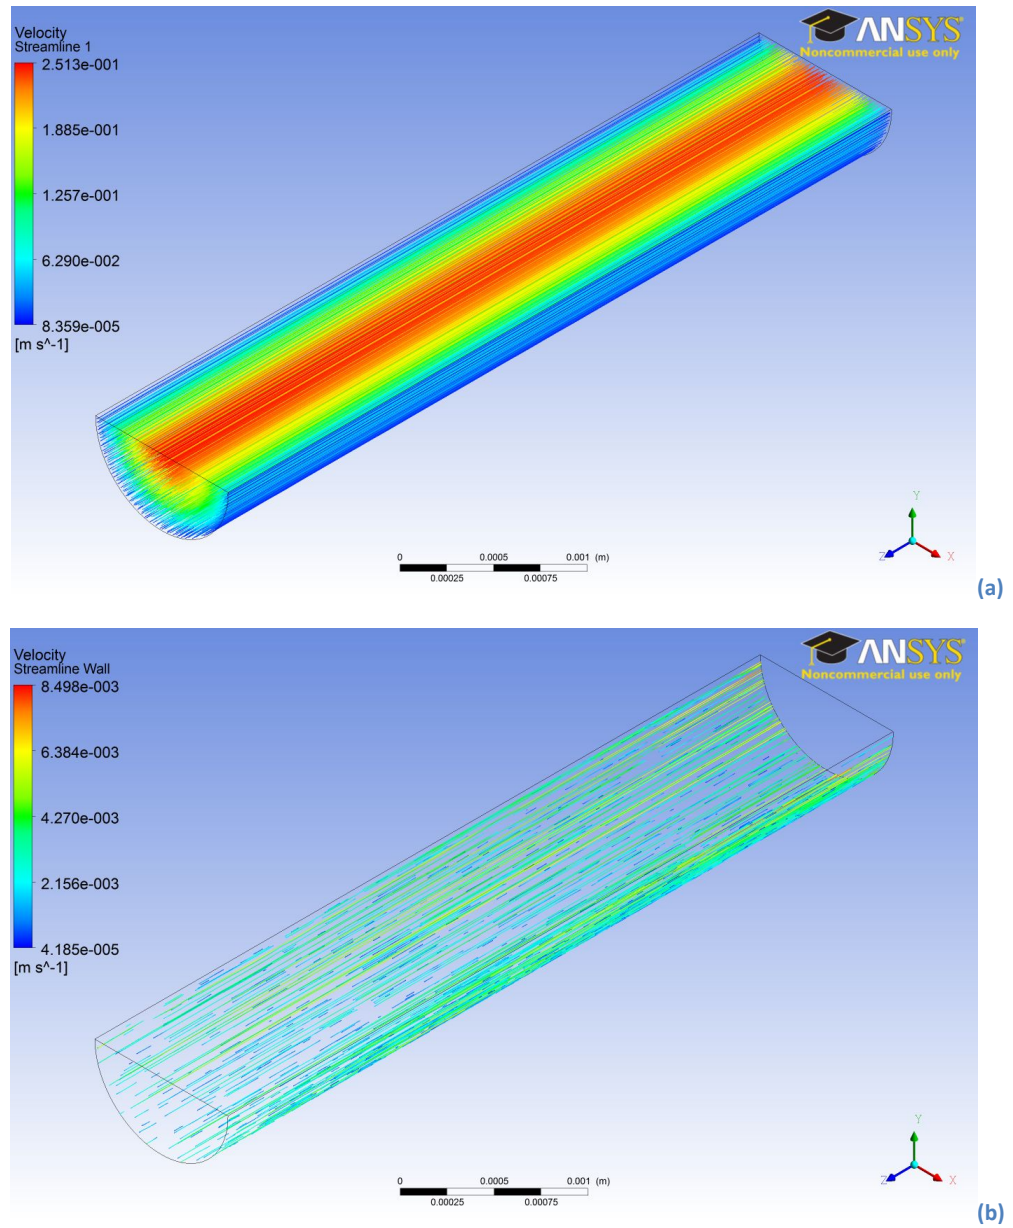 Velocity
Streamline 1
2.513e-001
1.885e-001
1.257e-001
6.290e-002
8.359e-005
[m s^-1]
ANSYS
Noncommercial use only
0 0.0005 0.001 (m)
0.00025 0.00075
Y
Z X
(a)
Velocity
Streamline Wall
8.498e-003
6.384e-003
4.270e-003
2.156e-003
4.185e-005
[m s^-1]
ANSYS
Noncommercial use only
0 0.0005 0.001 (m)
0.00025 0.00075
Y
Z X
(b)